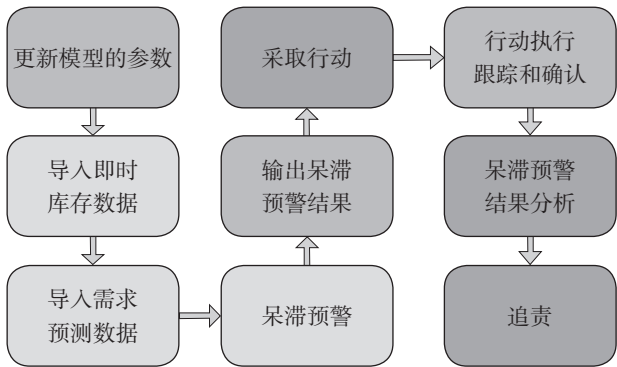 更新模型的参数
导入即时
库存数据
导入需求
预测数据
呆滞预警
输出呆滞
预警结果
采取行动
行动执行
跟踪和确认
呆滞预警
结果分析
追责